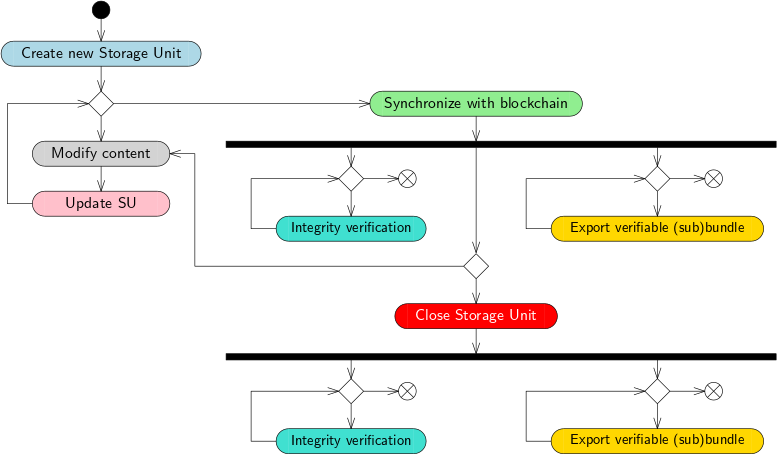 Create new Storage Unit
Synchronize with blockchain
Modify content
Update SU
Integrity verification
Export verifiable (sub)bundle
Close Storage Unit
Integrity verification
Export verifiable (sub)bundle